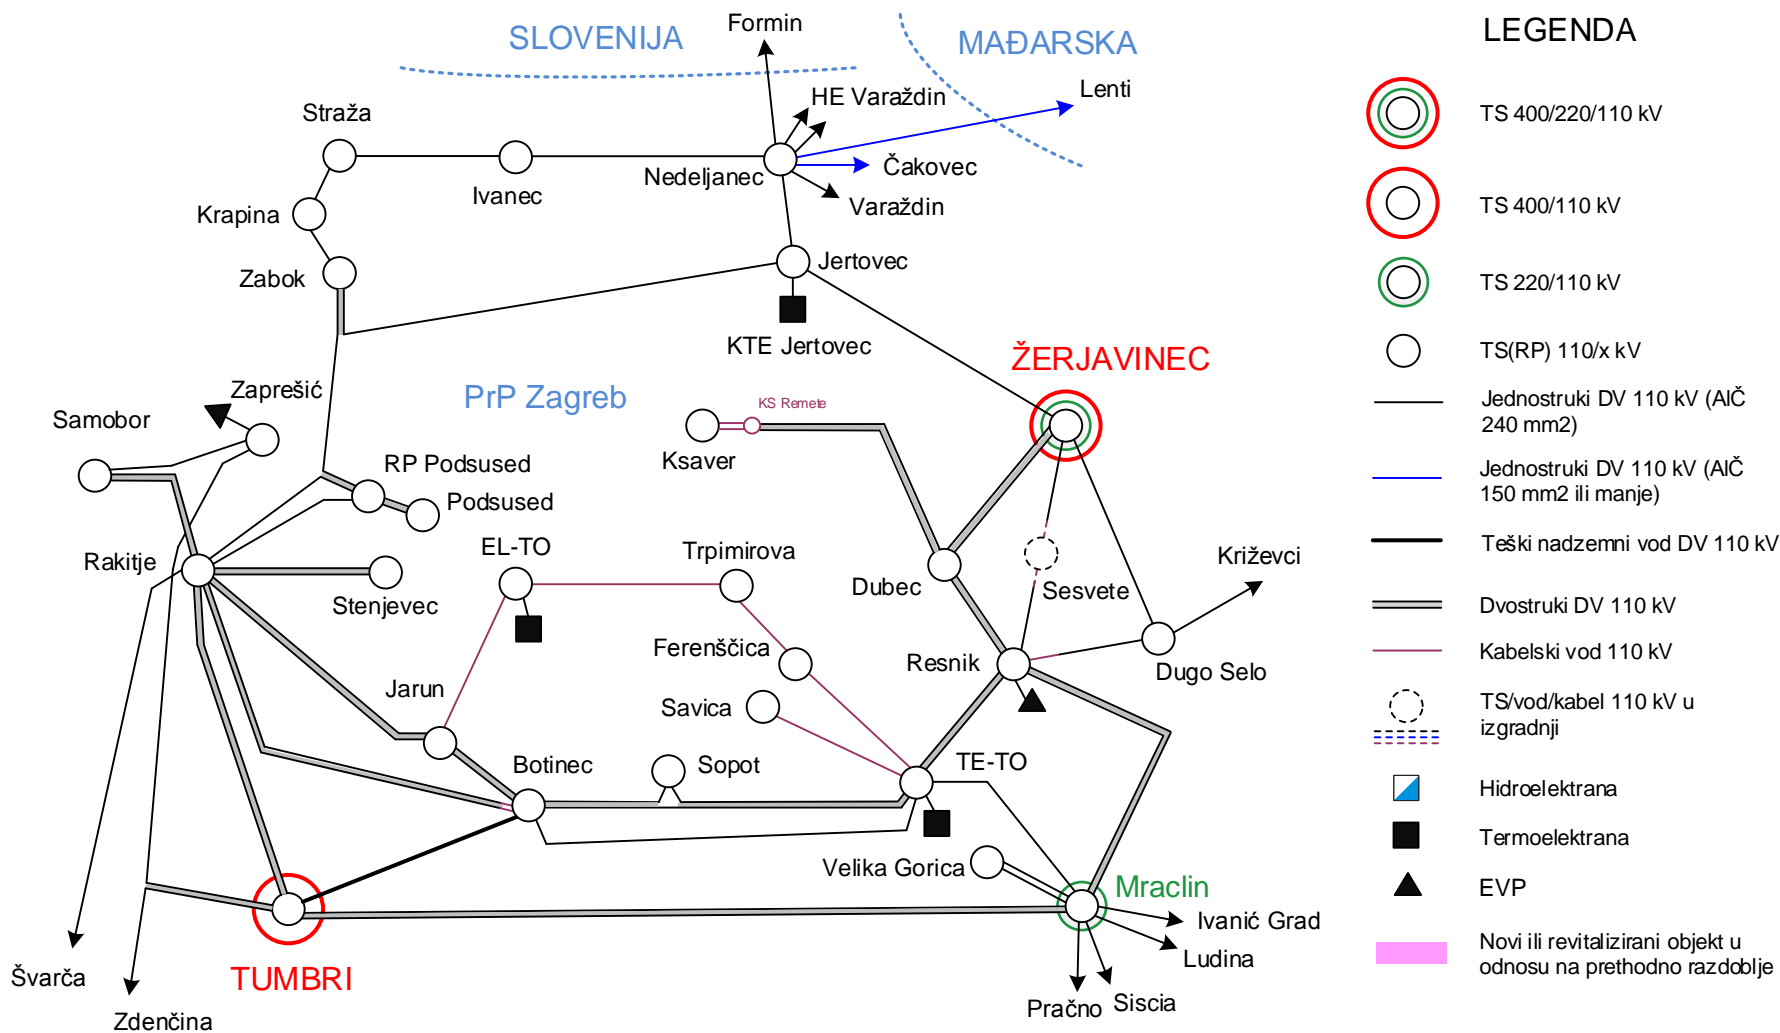 Formin
SLOVENIJA
MAĐARSKA
LEGENDA
HE Varaždin
Lenti
Straža
TS 400/220/110 kV
Ivanec
Nedeljanec
Čakovec
Varaždin
Krapina
TS 400/110 kV
Zabok
Jertovec
TS 220/110 kV
KTE Jertovec
ŽERJAVINEC
TS(RP) 110/x kV
Zaprešić
PrP Zagreb
KS Remete
Samobor
Jednostruki DV 110 kV (AlČ
240 mm2)
Ksaver
RP Podsused
Podsused
Jednostruki DV 110 kV (AlČ
150 mm2 ili manje)
Rakitje
EL-TO
Trpimirova
Teški nadzemni vod DV 110 kV
Križevci
Stenjevec
Dubec
Sesvete
Dvostruki DV 110 kV
Ferenščica
Resnik
Dugo Selo
Kabelski vod 110 kV
Jarun
Savica
TS/vod/kabel 110 kV u
izgradnji
Botinec
Sopot
TE-TO
Hidroelektrana
Termoelektrana
Velika Gorica
Mraclin
EVP
Ivanić Grad
Ludina
Novi ili revitalizirani objekt u
odnosu na prethodno razdoblje
Švarča
TUMBRI
Pračno
Siscia
Zdenčina